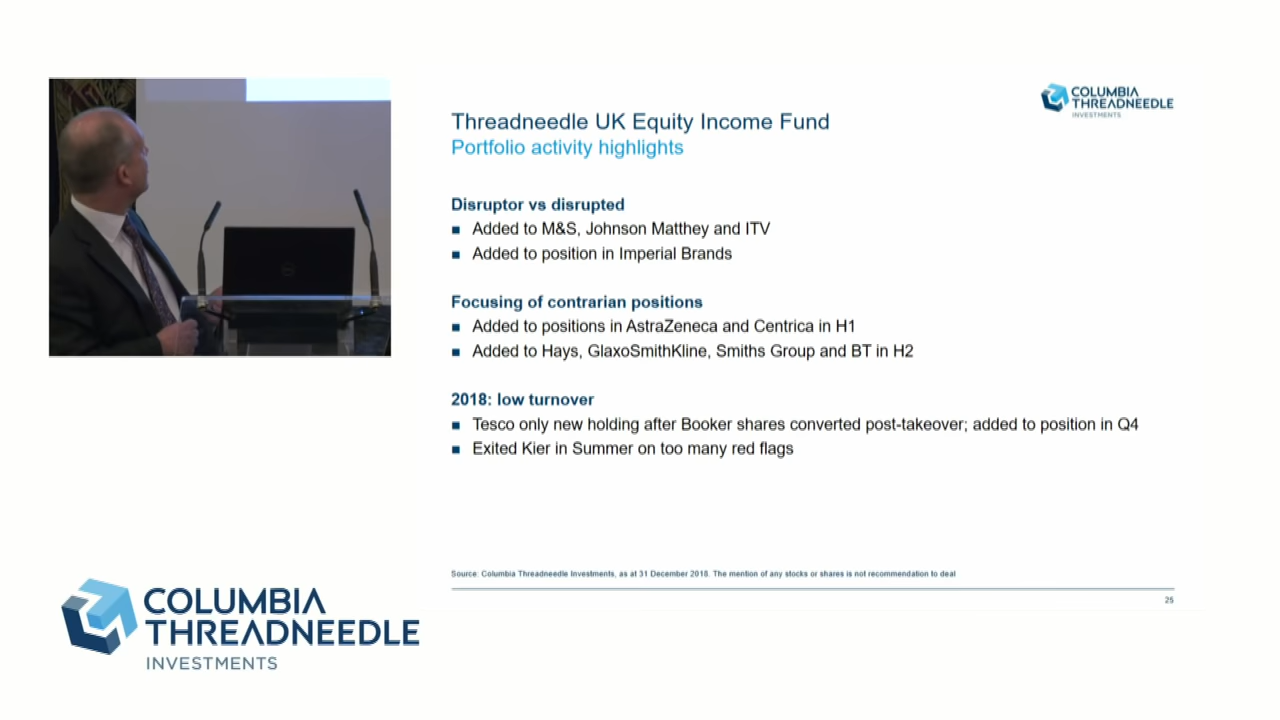 COLUMBIA
THREADNEEDLE
INVESTMENTS
Threadneedle UK Equity Income Fund
Portfolio activity highlights
Disruptor vs disrupted
Added to M&S, Johnson Matthey and ITV
Added to position in Imperial Brands
Focusing of contrarian positions
Added to positions in AstraZeneca and Centrica in H1
Added to Hays, GlaxoSmithKline, Smiths Group and BT in H2
2018: low turnover
Tesco only new holding after Booker shares converted post-takeover; added to position in Q4
Exited Kier in Summer on too many red flags
Source: Columbia Threadneedle Investments, as at 31 December 2018. The mention of any stocks or shares is not recommendation to deal
25
COLUMBIA
THREADNEEDLE
INVESTMENTS